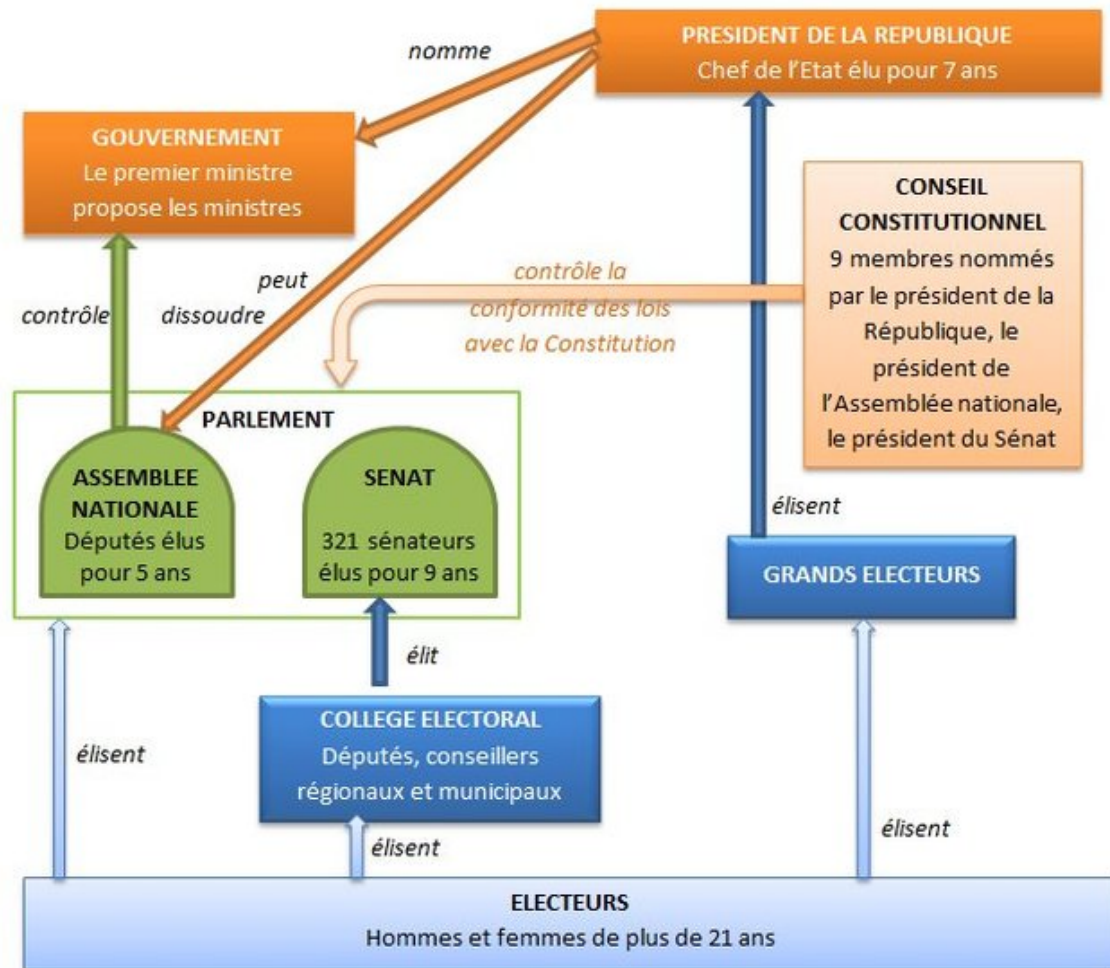 PRESIDENT DE LA REPUBLIQUE
Chef de l'Etat élu pour 7 ans
nomme
GOUVERNEMENT
Le premier ministre
propose les ministres
CONSEIL
CONSTITUTIONNEL
9 membres nommés
par le président de la
République, le
président de
l'Assemblée nationale,
le président du Sénat
contrôle
peut
dissoudre
contrôle la
conformité des lois
avec la Constitution
PARLEMENT
ASSEMBLEE
NATIONALE
Députés élus
pour 5 ans
SENAT
321 sénateurs
élus pour 9 ans
élisent
GRANDS ELECTEURS
élit
COLLEGE ELECTORAL
Députés, conseillers
régionaux et municipaux
élisent
élisent
élisent
ELECTEURS
Hommes et femmes de plus de 21 ans